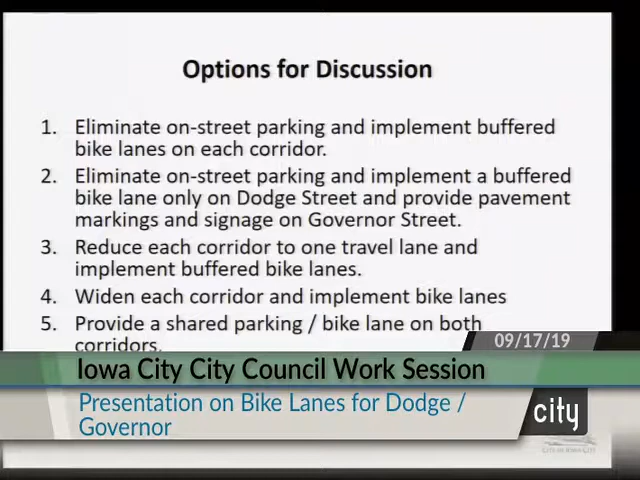 Options for Discussion
1. Eliminate on-street parking and implement buffered
bike lanes on each corridor.
2. Eliminate on-street parking and implement a buffered
bike lane only on Dodge Street and provide pavement
markings and signage on Governor Street.
3. Reduce each corridor to one travel lane and
implement buffered bike lanes.
4. Widen each corridor and implement bike lanes
5. Provide a shared parking / bike lane on both
corridors.
09/17/19
Iowa City City Council Work Session
Presentation on Bike Lanes for Dodge /
Governor
city
CITY OF IOWA CITY